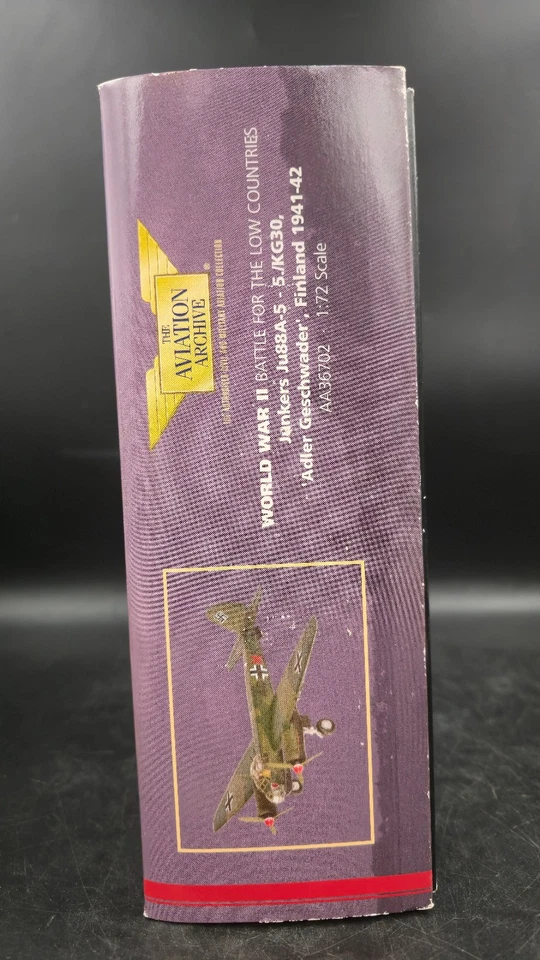 THE
AVIATION
ARCHIVE
®
WORLD WAR II BATTLE FOR THE LOW COUNTRIES
Junkers Ju88A-5 - 5./KG30,
'Adler Geschwader', Finland 1941-42
AA36702 · 1:72 Scale